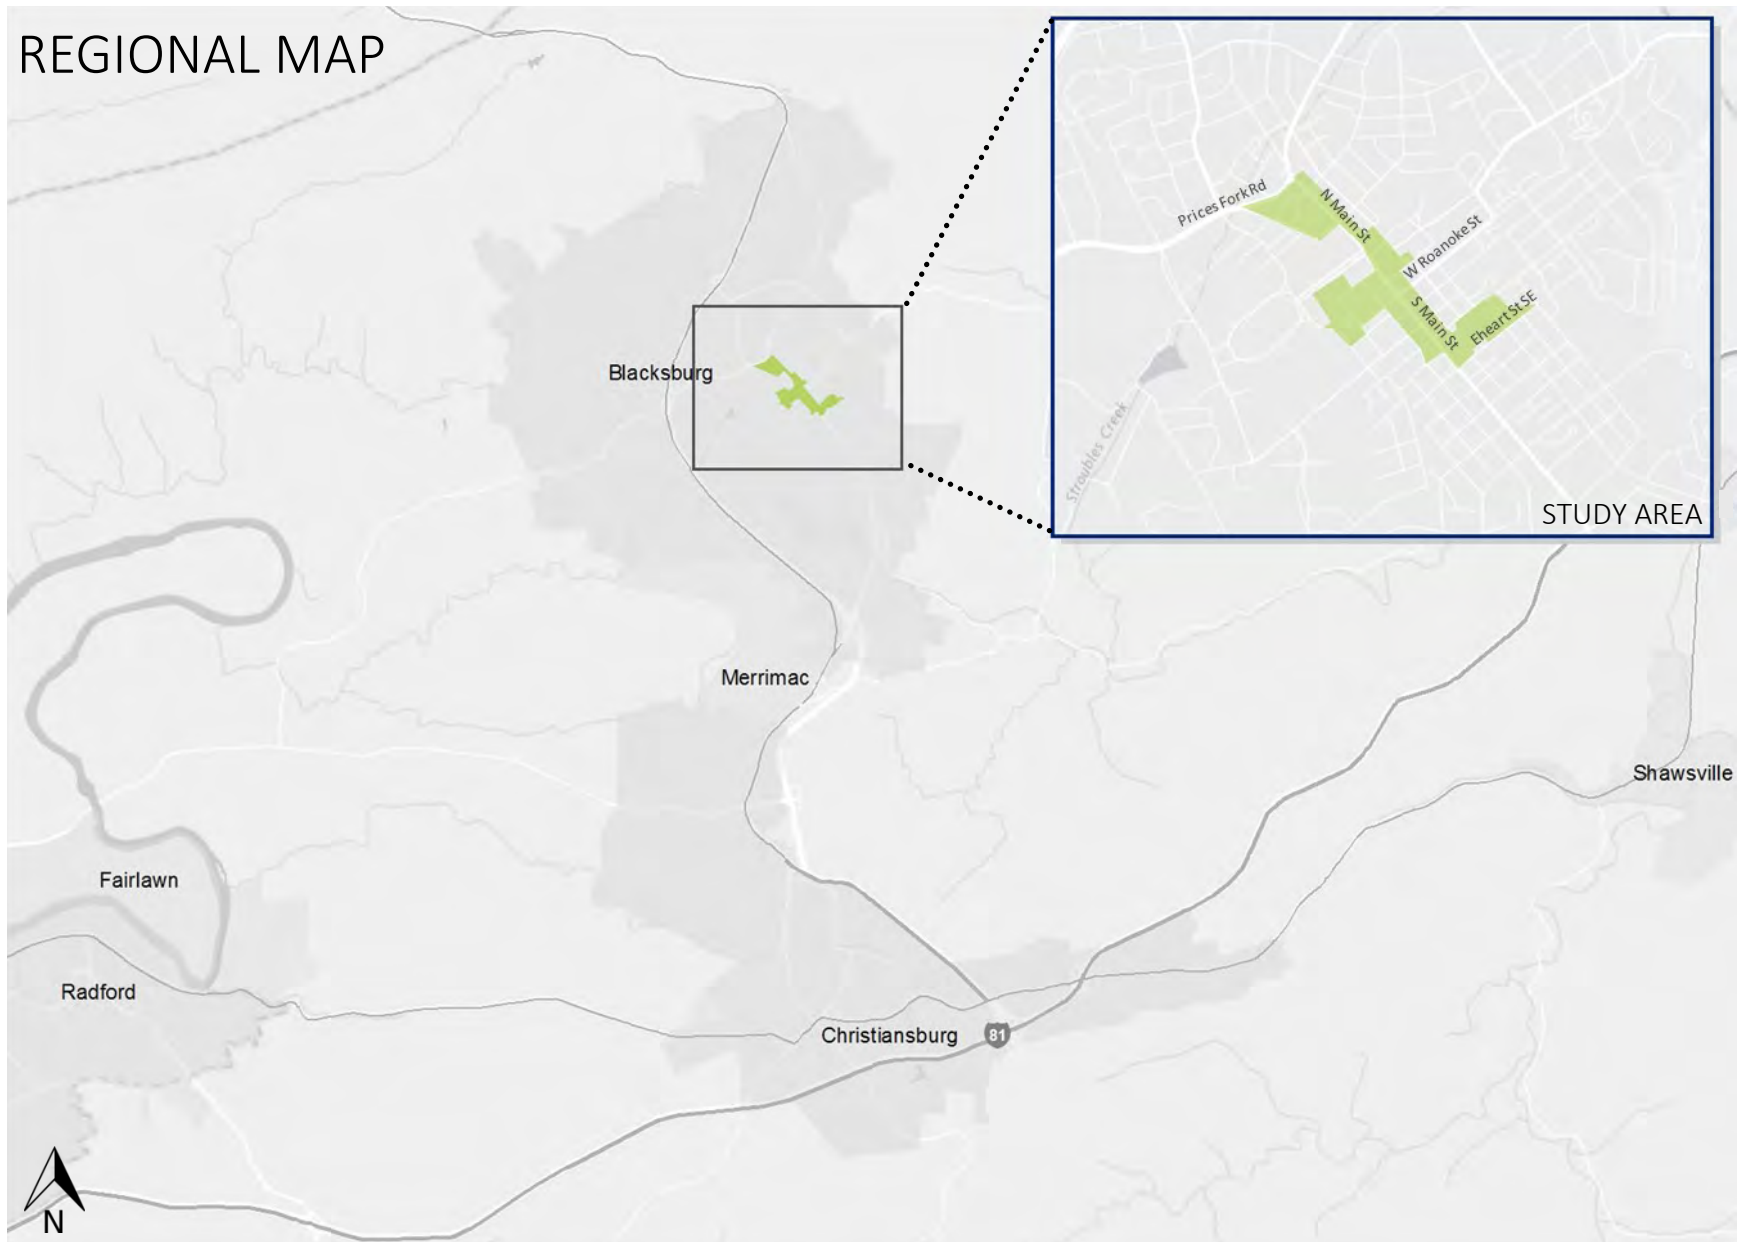 REGIONAL MAP
Prices Fork Rd
N Main St
W Roanoke St
S Main St
Eheart St SE
Stroubles Creek
STUDY AREA
Blacksburg
Merrimac
Shawsville
Fairlawn
Radford
Christiansburg
81
N